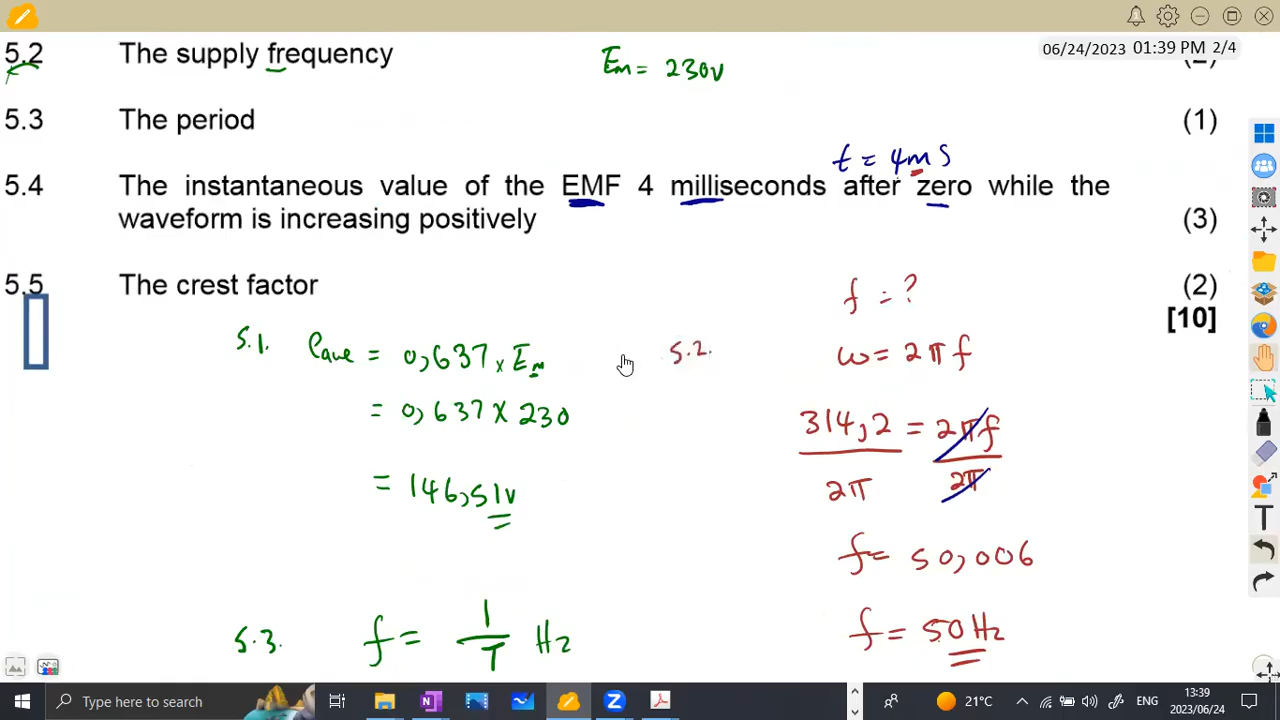 06/24/2023 01:39 PM 2/4
5.2 The supply frequency
Em = 230v
5.3 The period (1)
t = 4mS
5.4 The instantaneous value of the EMF 4 milliseconds after zero while the
waveform is increasing positively (3)
5.5 The crest factor (2)
[10]
5.1. eave = 0,637 x Em
= 0,637 x 230
= 146,51v
5.2. f = ?
ω = 2πf
314,2 = 2πf
2π 2π
f = 50,006
f = 50Hz
5.3. f = 1/T Hz
Type here to search
21°C
ENG
13:39
2023/06/24